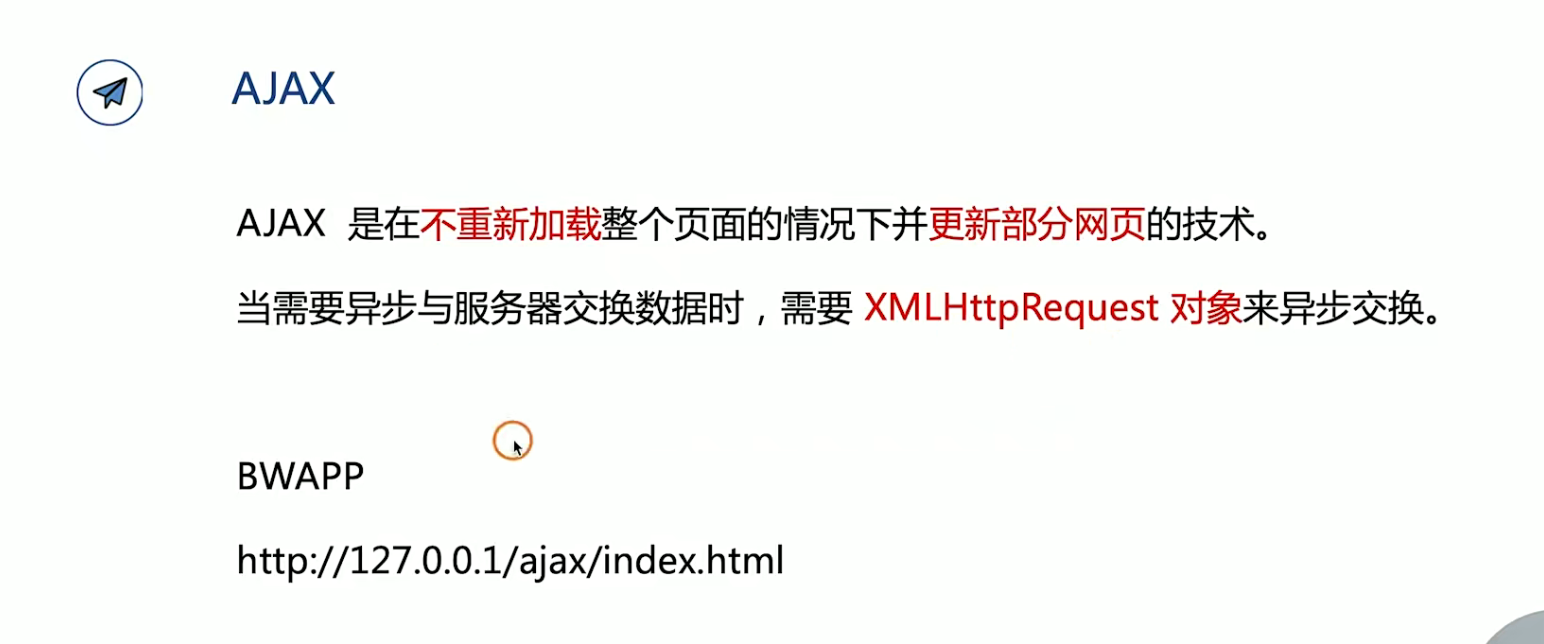 AJAX
AJAX 是在不重新加载整个页面的情况下并更新部分网页的技术。
当需要异步与服务器交换数据时，需要 XMLHttpRequest 对象来异步交换。
BWAPP
http://127.0.0.1/ajax/index.html